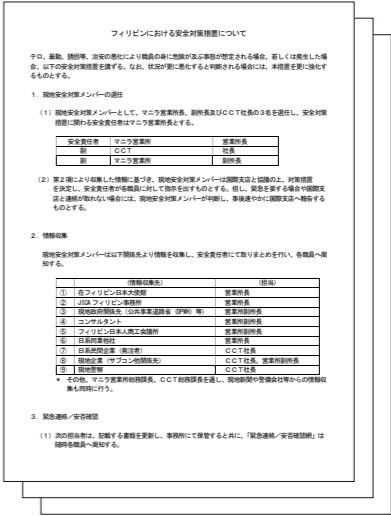 フィリピンにおける安全対策措置について
テロ、暴動、誘拐等、治安の悪化により職員の身に危険が及ぶ事態が想定される場合、若しくは発生した場
合、以下の安全対策措置を講ずる。なお、状況が更に悪化すると判断される場合には、本措置を更に強化す
るものとする。
1．現地安全対策メンバーの選任
（1）現地安全対策メンバーとして、マニラ営業所長、副所長及びCCT社長の3名を選任し、安全対策
措置に関わる安全責任者はマニラ営業所長とする。
安全責任者 マニラ営業所 営業所長
副 CCT 社長
副 マニラ営業所 副所長
（2）第2項により収集した情報に基づき、現地安全対策メンバーは国際支店と協議の上、対策措置
を決定し、安全責任者が各職員に対して指示を出すものとする。但し、緊急を要する場合や国際支
店と連絡が取れない場合には、現地安全対策メンバーが判断し、事後速やかに国際支店へ報告する
ものとする。
2．情報収集
現地安全対策メンバーは以下関係先より情報を収集し、安全責任者にて取りまとめを行い、各職員へ周
知する。
（情報収集先） （担当）
① 在フィリピン日本大使館 営業所長
② JICA フィリピン事務所 営業所長
③ 現地政府関係先（公共事業道路省（DPWH）等） 営業所副所長
④ コンサルタント 営業所副所長
⑤ フィリピン日本人商工会議所 営業所副所長
⑥ 日系同業他社 営業所長
⑦ 日系民間企業（発注者） CCT社長
⑧ 現地企業（サブコン他関係先） CCT社長、営業所副所長
⑨ 現地警察 CCT社長
* その他、マニラ営業所総務課長、CCT総務課長を通し、現地新聞や警備会社等からの情報収
集も同時に行う。
3．緊急連絡／安否確認
（1）次の担当者は、記載する書類を更新し、事務所にて保管すると共に、「緊急連絡／安否確認網」は
随時各職員へ周知する。